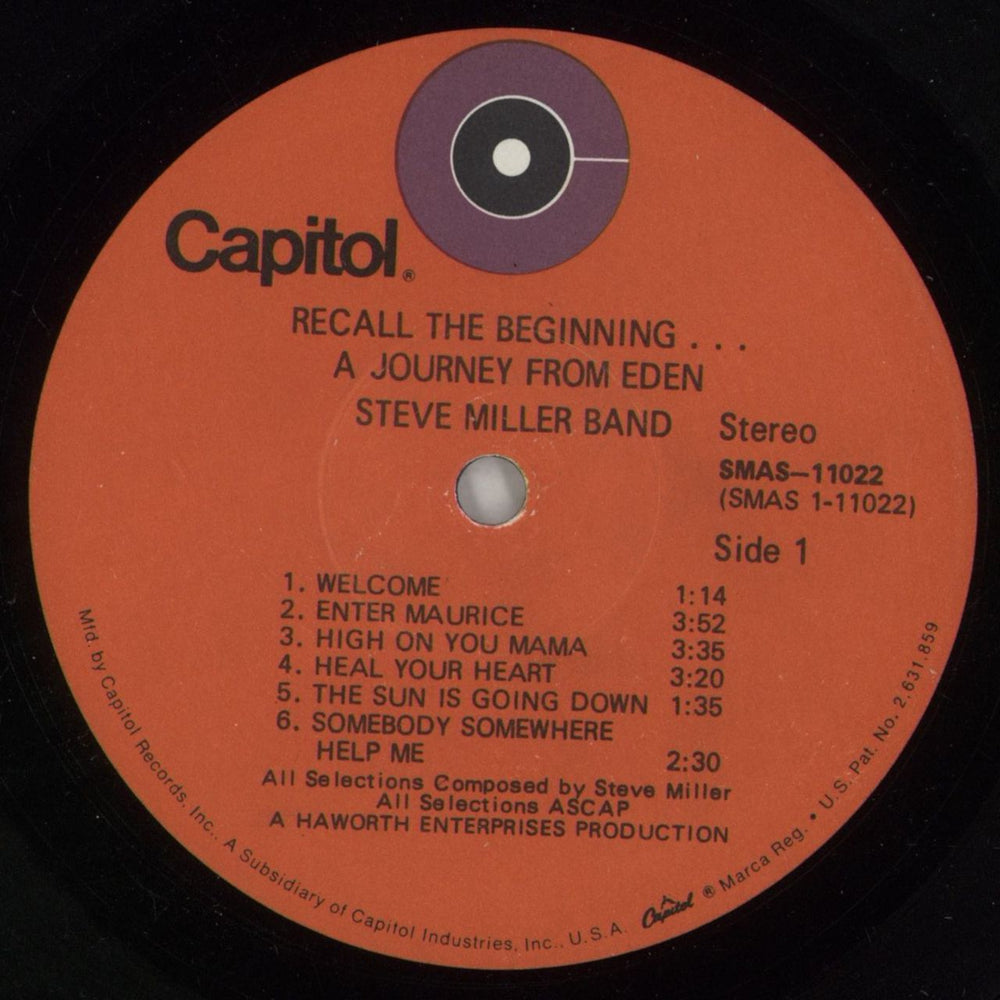 Capitol®
RECALL THE BEGINNING . . .
A JOURNEY FROM EDEN
STEVE MILLER BAND
Stereo
SMAS—11022
(SMAS 1-11022)
Side 1
1. WELCOME 1:14
2. ENTER MAURICE 3:52
3. HIGH ON YOU MAMA 3:35
4. HEAL YOUR HEART 3:20
5. THE SUN IS GOING DOWN 1:35
6. SOMEBODY SOMEWHERE
HELP ME 2:30
All Selections Composed by Steve Miller
All Selections ASCAP
A HAWORTH ENTERPRISES PRODUCTION
Mfd. by Capitol Records, Inc., A Subsidiary of Capitol Industries, Inc., U.S.A. Capitol ® Marca Reg. • U.S. Pat. No. 2,631,859